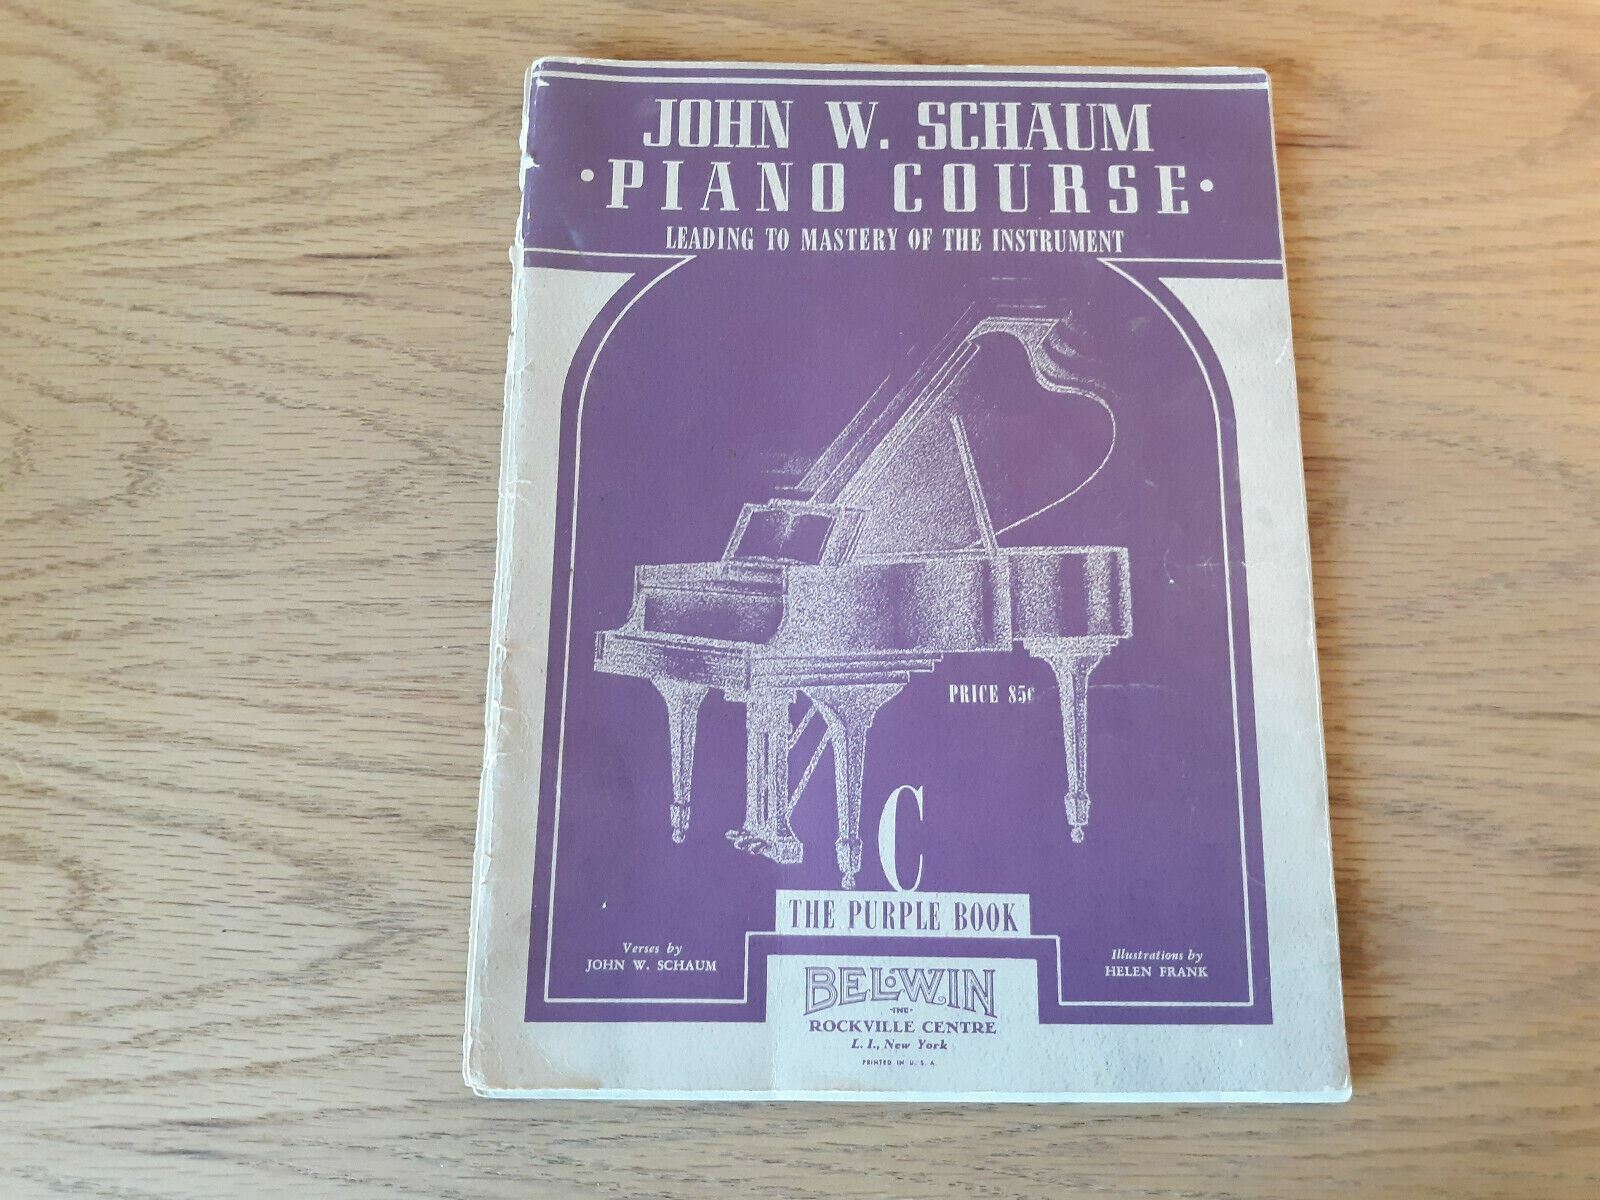 JOHN W. SCHAUM
• PIANO COURSE •
LEADING TO MASTERY OF THE INSTRUMENT
PRICE 85¢
C
THE PURPLE BOOK
Verses by
JOHN W. SCHAUM
Illustrations by
HELEN FRANK
BELWIN
INC.
ROCKVILLE CENTRE
L. I., New York
PRINTED IN U. S. A.